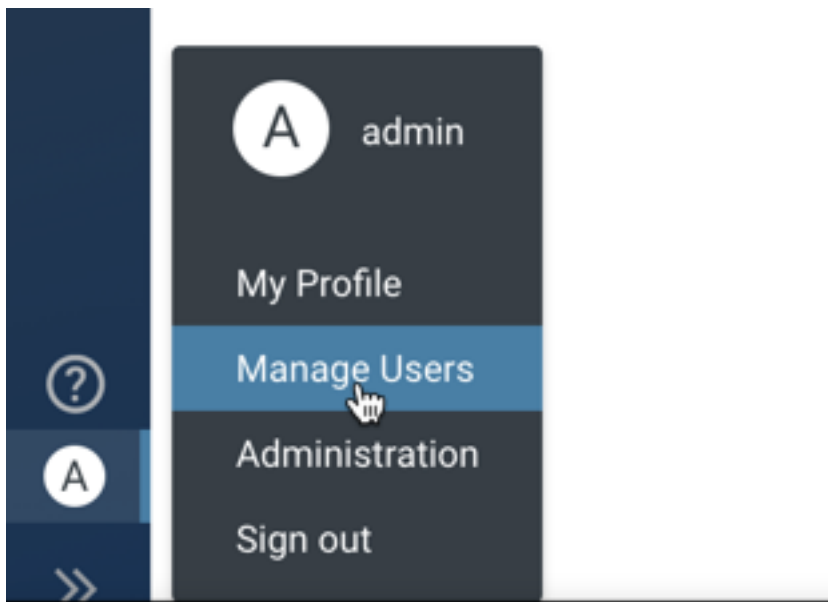 A admin
My Profile
Manage Users
?
Administration
A
Sign out